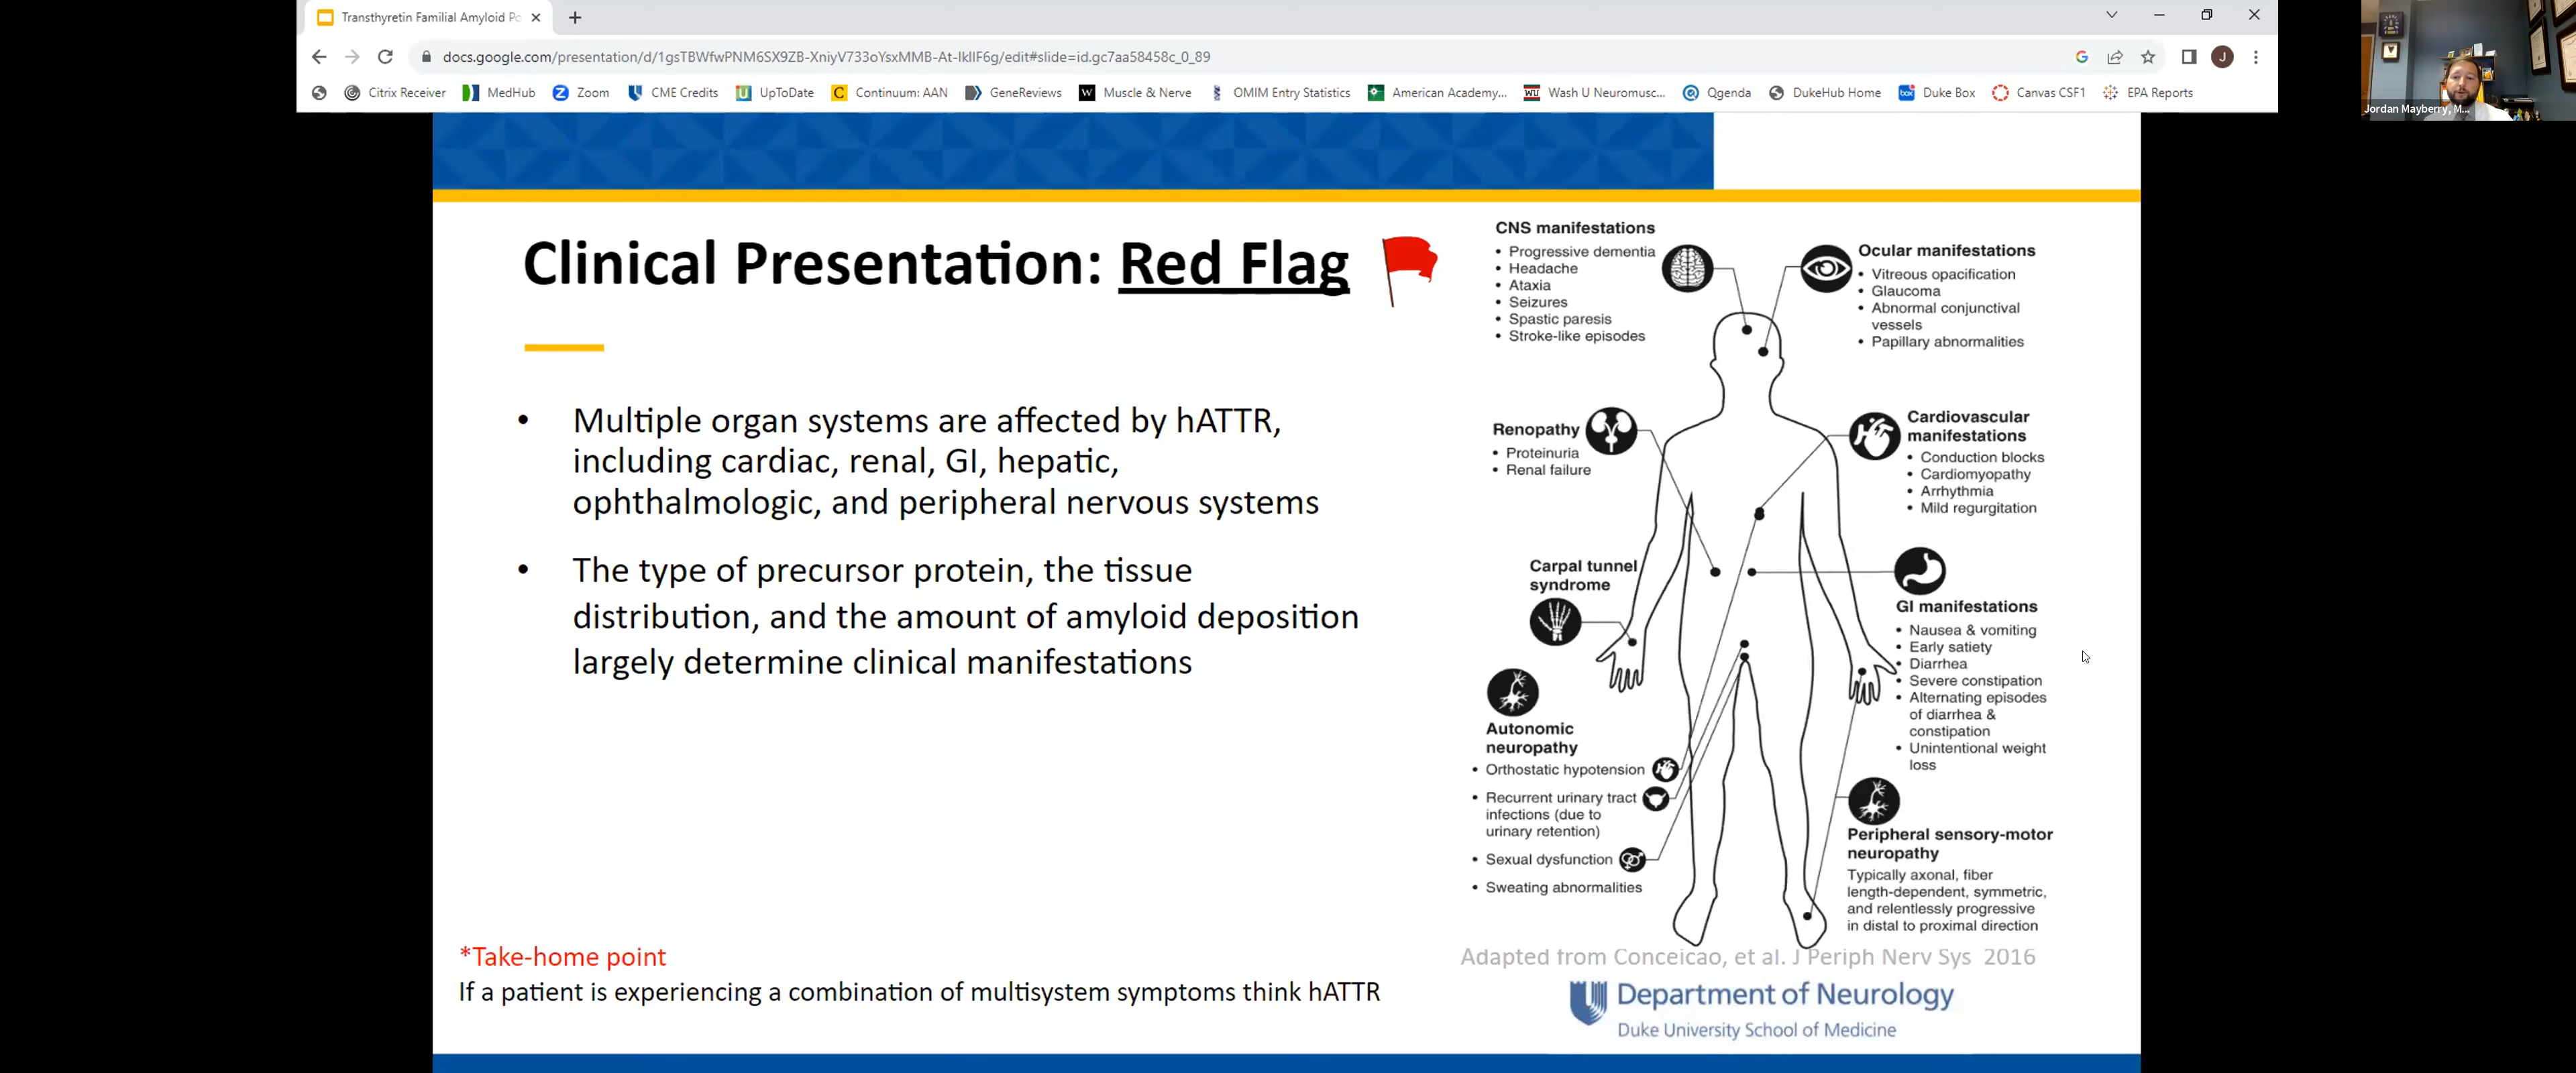 Transthyretin Familial Amyloid Po
docs.google.com/presentation/d/1gsTBWfwPNM6SX9ZB-XniyV733oYsxMMB-At-IkIIF6g/edit#slide=id.gc7aa58458c_0_89
J
Citrix Receiver MedHub Zoom CME Credits UpToDate Continuum: AAN GeneReviews Muscle & Nerve OMIM Entry Statistics American Academy... Wash U Neuromusc... Qgenda DukeHub Home Duke Box Canvas CSF1 EPA Reports
Jordan Mayberry, M...
Clinical Presentation: Red Flag
Multiple organ systems are affected by hATTR,
including cardiac, renal, GI, hepatic,
ophthalmologic, and peripheral nervous systems
The type of precursor protein, the tissue
distribution, and the amount of amyloid deposition
largely determine clinical manifestations
*Take-home point
If a patient is experiencing a combination of multisystem symptoms think hATTR
CNS manifestations
• Progressive dementia
• Headache
• Ataxia
• Seizures
• Spastic paresis
• Stroke-like episodes
Ocular manifestations
• Vitreous opacification
• Glaucoma
• Abnormal conjunctival
vessels
• Papillary abnormalities
Renopathy
• Proteinuria
• Renal failure
Cardiovascular
manifestations
• Conduction blocks
• Cardiomyopathy
• Arrhythmia
• Mild regurgitation
Carpal tunnel
syndrome
GI manifestations
• Nausea & vomiting
• Early satiety
• Diarrhea
• Severe constipation
• Alternating episodes
of diarrhea &
constipation
• Unintentional weight
loss
Autonomic
neuropathy
• Orthostatic hypotension
• Recurrent urinary tract
infections (due to
urinary retention)
• Sexual dysfunction
• Sweating abnormalities
Peripheral sensory-motor
neuropathy
Typically axonal, fiber
length-dependent, symmetric,
and relentlessly progressive
in distal to proximal direction
Adapted from Conceicao, et al. J Periph Nerv Sys 2016
Department of Neurology
Duke University School of Medicine